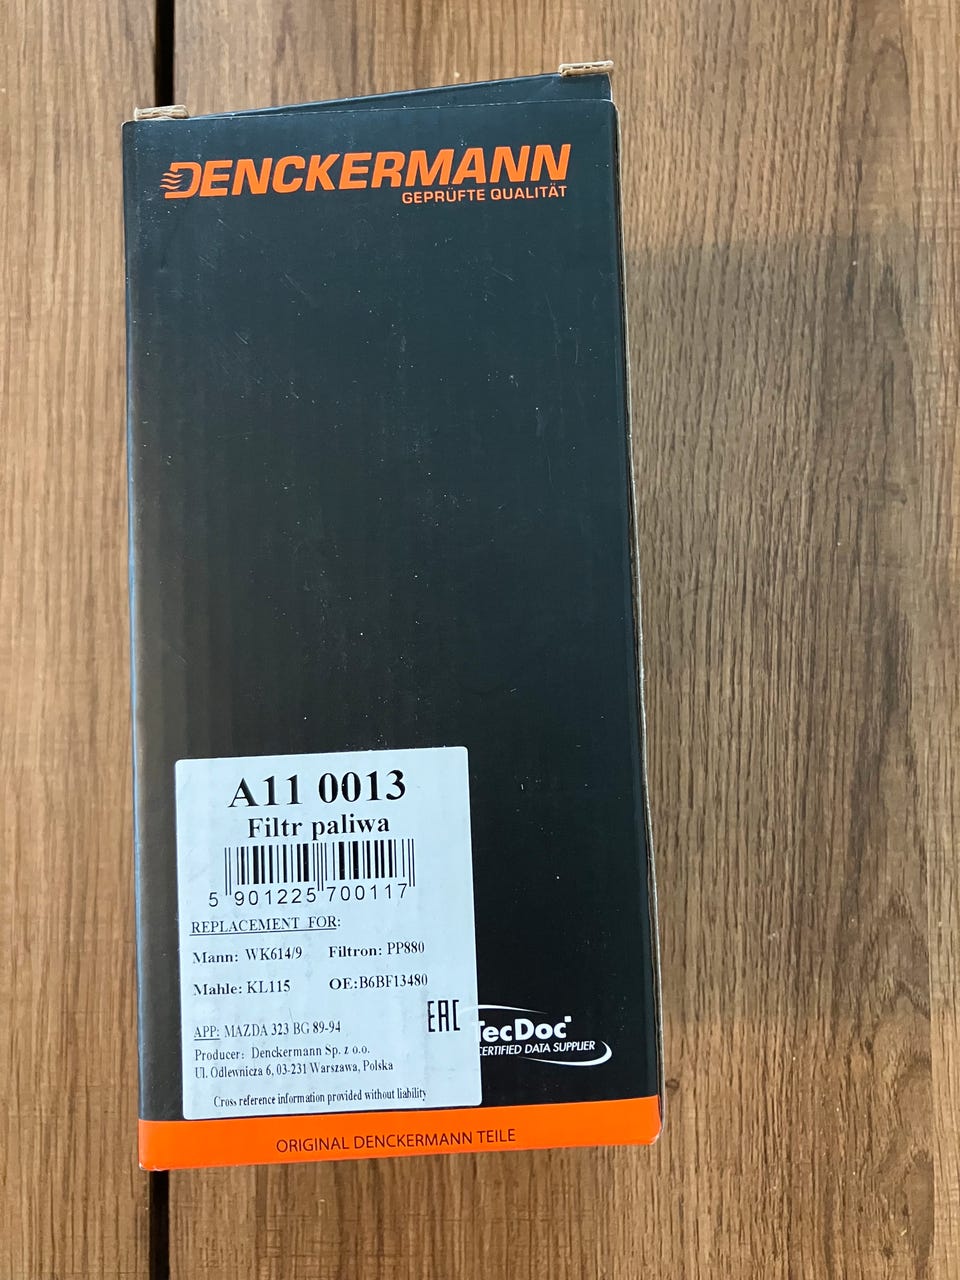 DENCKERMANN
GEPRÜFTE QUALITÄT
A11 0013
Filtr paliwa
5 901225 700117
REPLACEMENT FOR:
Mann: WK614/9 Filtron: PP880
Mahle: KL115 OE:B6BF13480
APP: MAZDA 323 BG 89-94
EAC
Producer: Denckermann Sp. z o.o.
Ul. Odlewnicza 6, 03-231 Warszawa, Polska
Cross reference information provided without liability
TecDoc
CERTIFIED DATA SUPPLIER
ORIGINAL DENCKERMANN TEILE